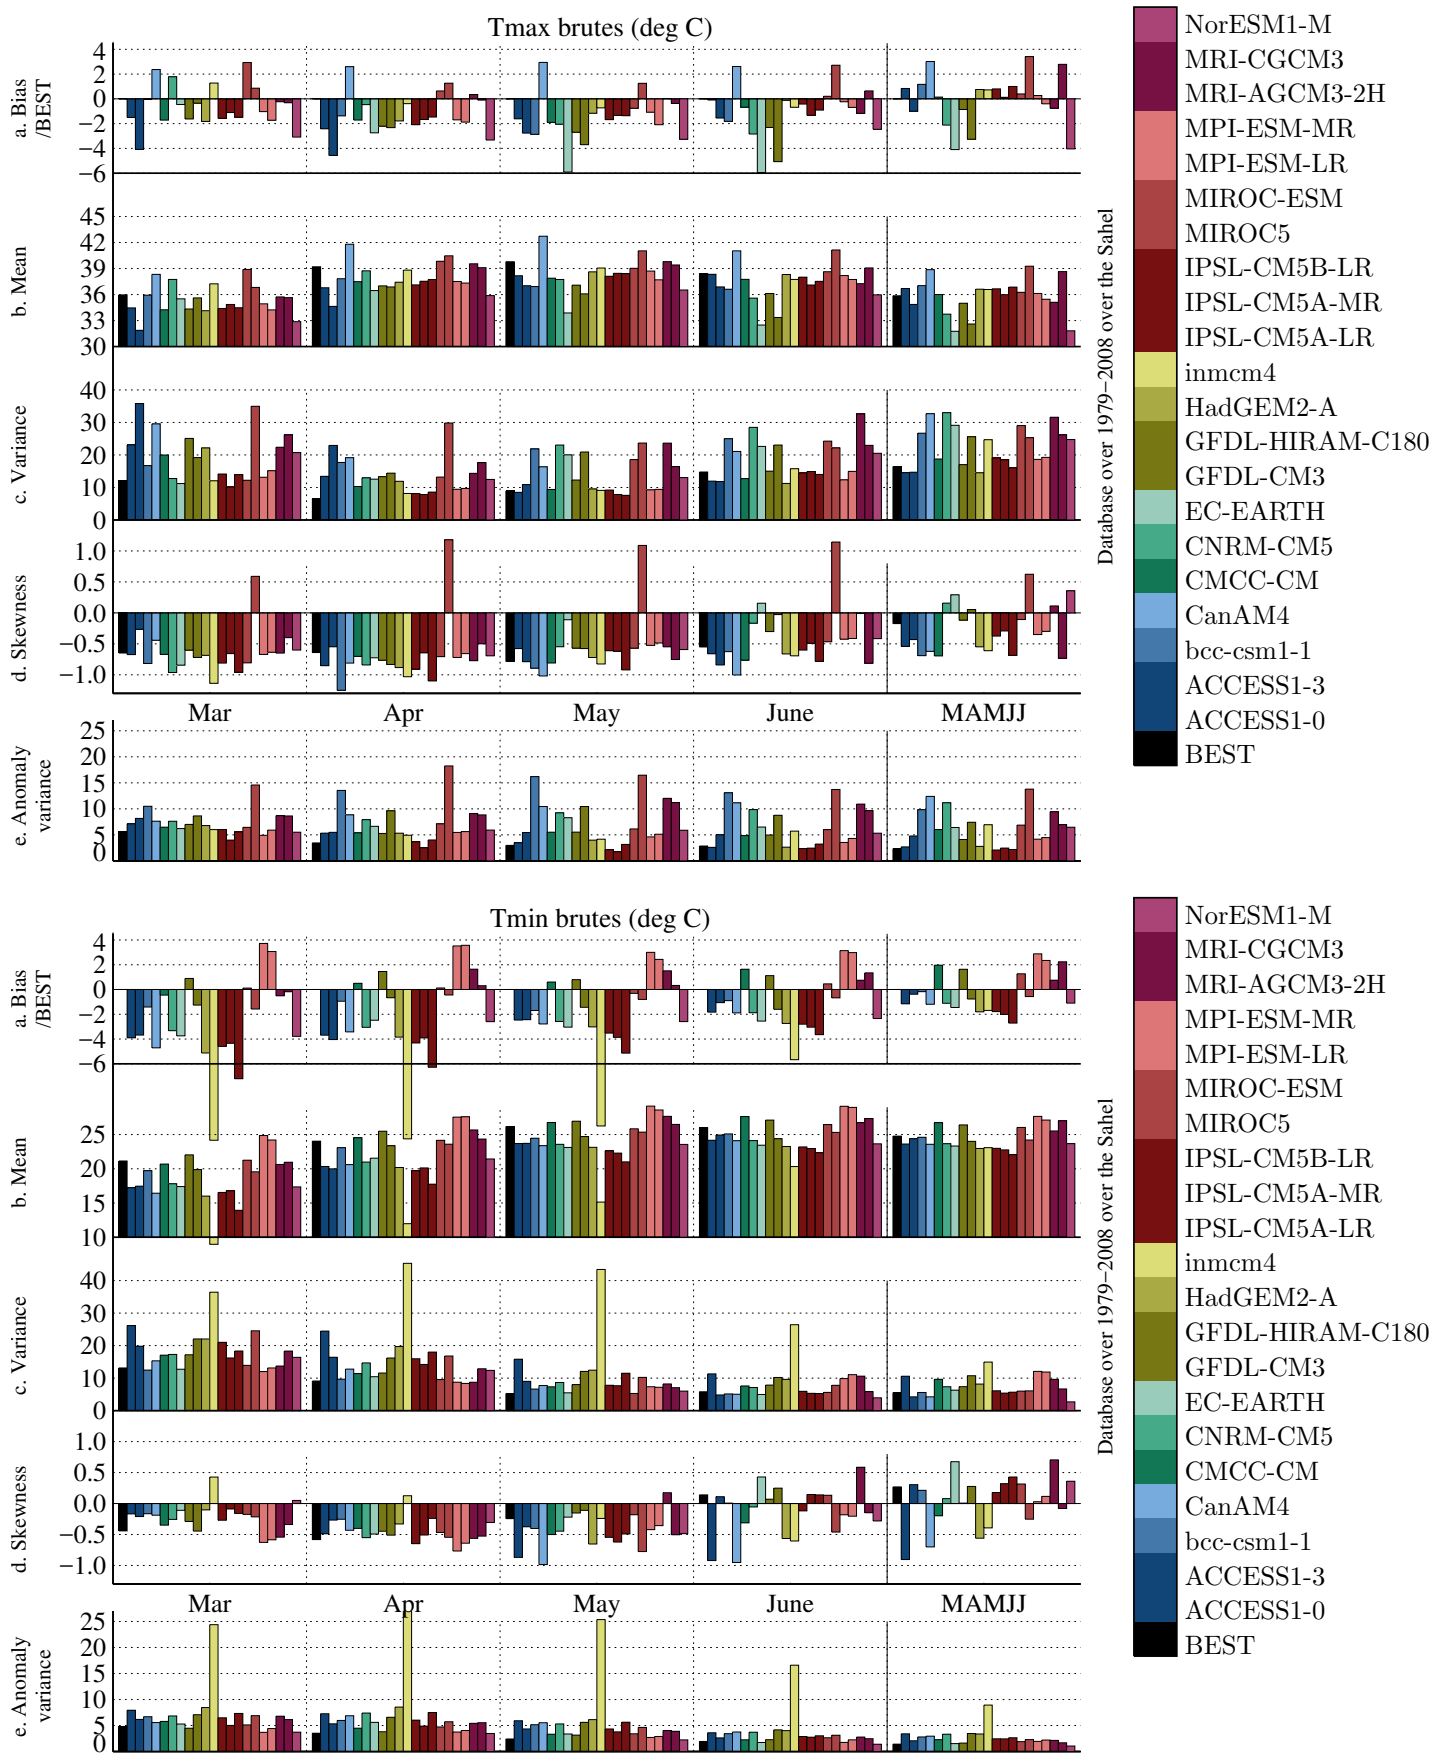 Tmax brutes (deg C)
a. Bias
/BEST
4
2
0
−2
−4
−6
b. Mean
45
42
39
36
33
30
c. Variance
40
30
20
10
0
d. Skewness
1.0
0.5
0.0
−0.5
−1.0
Mar Apr May June MAMJJ
e. Anomaly
variance
25
20
15
10
5
0
Database over 1979−2008 over the Sahel
NorESM1-M
MRI-CGCM3
MRI-AGCM3-2H
MPI-ESM-MR
MPI-ESM-LR
MIROC-ESM
MIROC5
IPSL-CM5B-LR
IPSL-CM5A-MR
IPSL-CM5A-LR
inmcm4
HadGEM2-A
GFDL-HIRAM-C180
GFDL-CM3
EC-EARTH
CNRM-CM5
CMCC-CM
CanAM4
bcc-csm1-1
ACCESS1-3
ACCESS1-0
BEST
Tmin brutes (deg C)
a. Bias
/BEST
4
2
0
−2
−4
−6
b. Mean
25
20
15
10
c. Variance
40
30
20
10
0
d. Skewness
1.0
0.5
0.0
−0.5
−1.0
Mar Apr May June MAMJJ
e. Anomaly
variance
25
20
15
10
5
0
Database over 1979−2008 over the Sahel
NorESM1-M
MRI-CGCM3
MRI-AGCM3-2H
MPI-ESM-MR
MPI-ESM-LR
MIROC-ESM
MIROC5
IPSL-CM5B-LR
IPSL-CM5A-MR
IPSL-CM5A-LR
inmcm4
HadGEM2-A
GFDL-HIRAM-C180
GFDL-CM3
EC-EARTH
CNRM-CM5
CMCC-CM
CanAM4
bcc-csm1-1
ACCESS1-3
ACCESS1-0
BEST